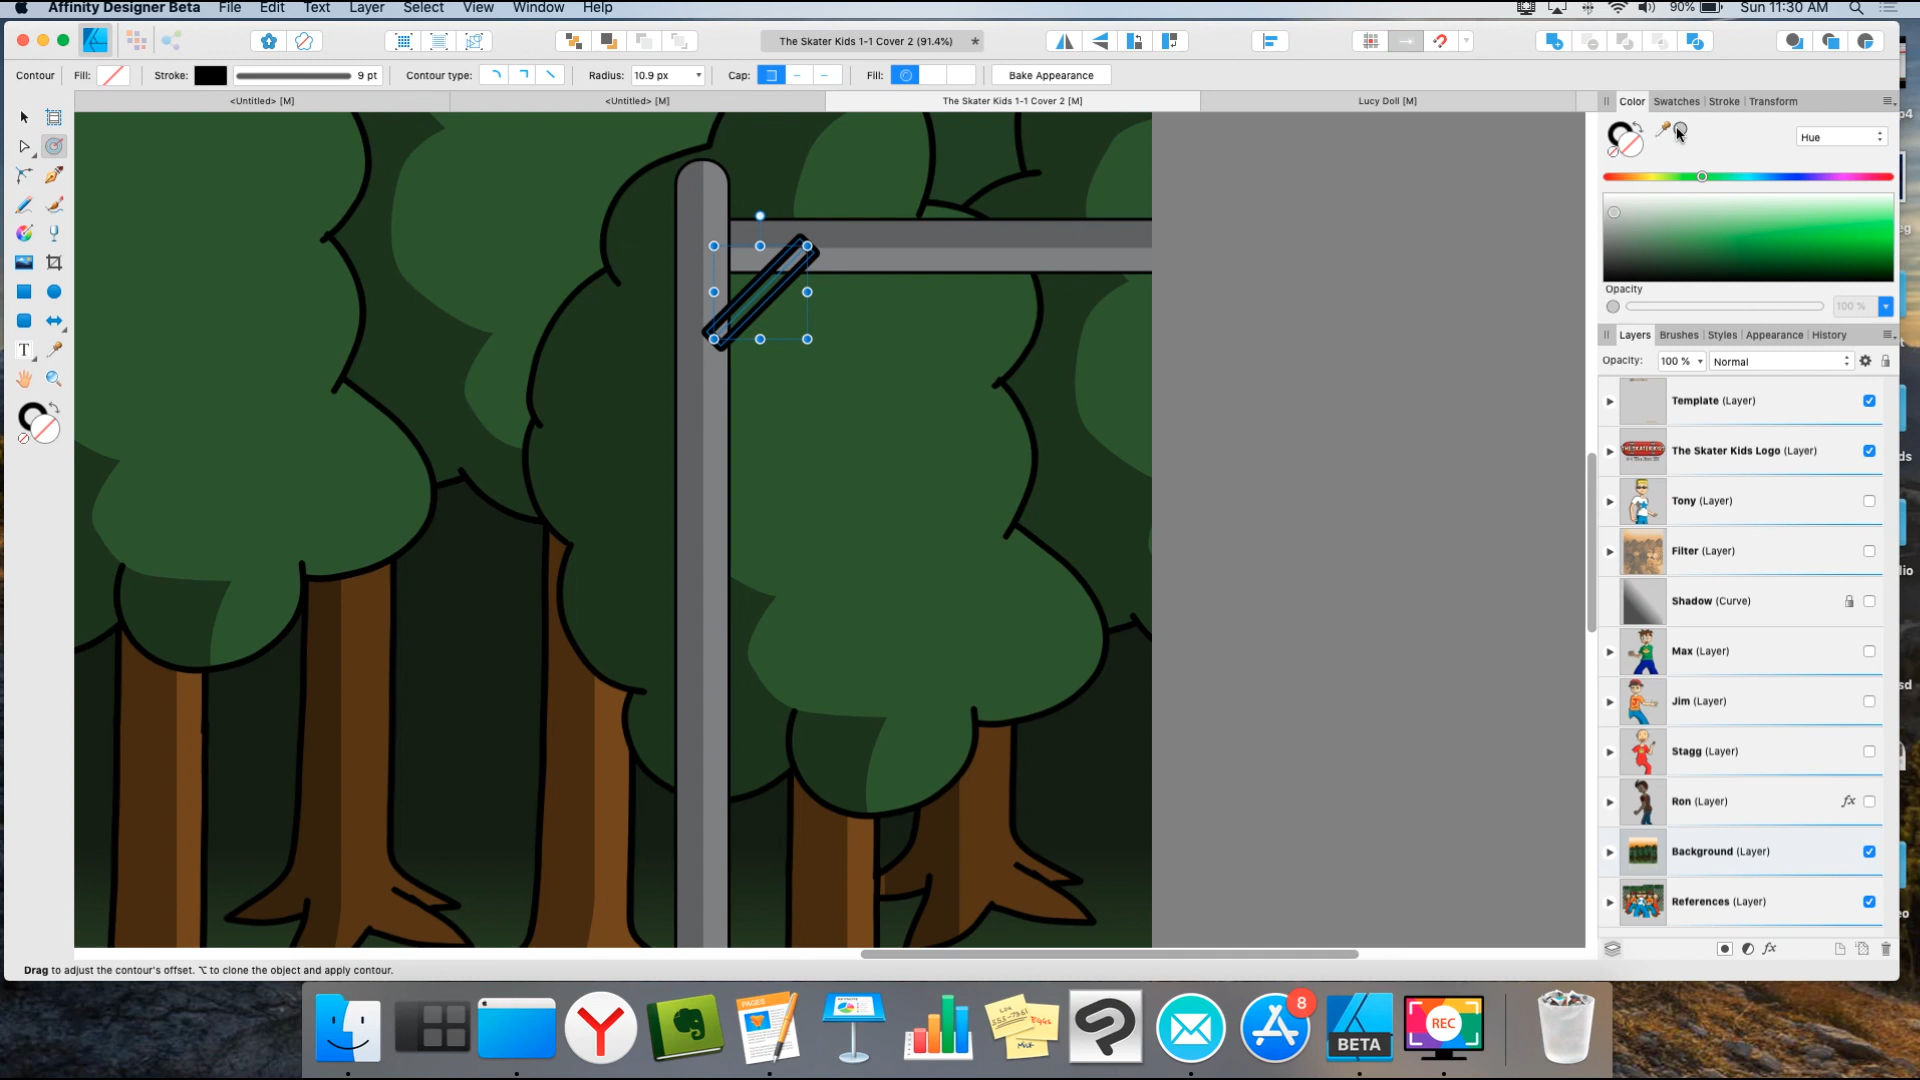 Affinity Designer Beta File Edit Text Layer Select View Window Help 90% Sun 11:30 AM
The Skater Kids 1-1 Cover 2 (91.4%) *
Contour Fill: Stroke: 9 pt Contour type: Radius: 10.9 px Cap: Fill: Bake Appearance
<Untitled> [M] <Untitled> [M] The Skater Kids 1-1 Cover 2 [M] Lucy Doll [M]
Color Swatches Stroke Transform
Hue
Opacity
100 %
Layers Brushes Styles Appearance History
Opacity: 100 % Normal
Template (Layer)
The Skater Kids Logo (Layer)
Tony (Layer)
Filter (Layer)
Shadow (Curve)
Max (Layer)
Jim (Layer)
Stagg (Layer)
Ron (Layer) fx
Background (Layer)
References (Layer)
fx
T
Drag to adjust the contour's offset. ⌥ to clone the object and apply contour.
PAGES
8
BETA
REC